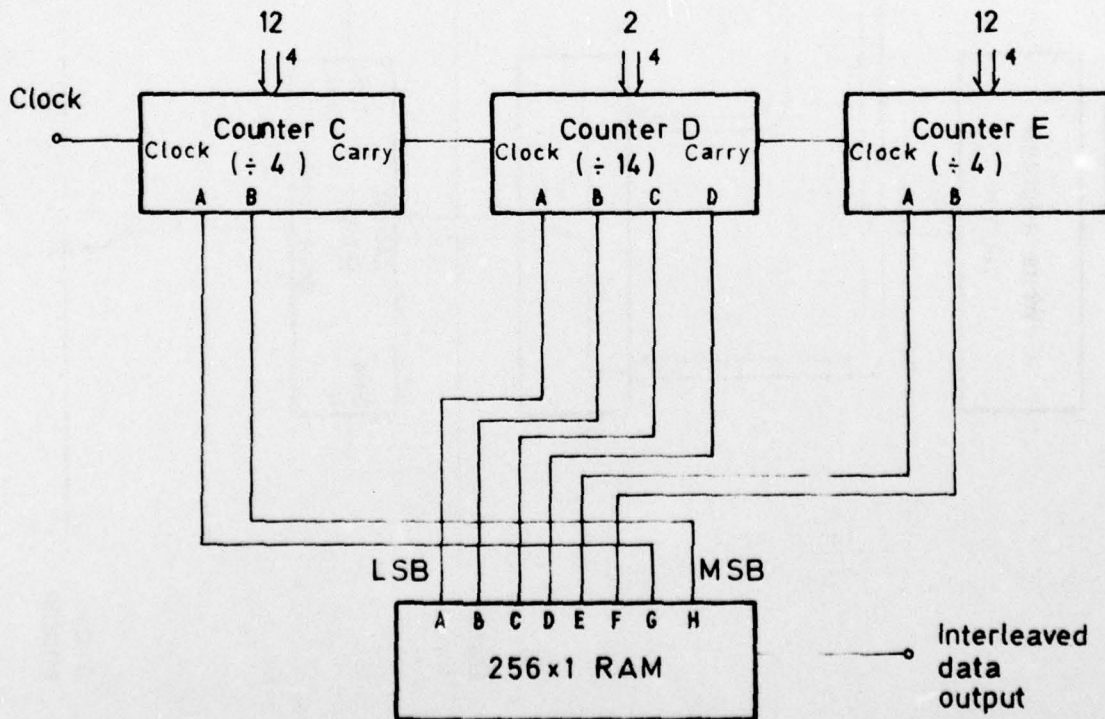 12 2 12
4 4 4
Clock
Counter C Counter D Counter E
Clock Carry Clock Carry Clock
(÷ 4) (÷ 14) (÷ 4)
A B A B C D A B
LSB MSB
A B C D E F G H
256×1 RAM
Interleaved
data
output